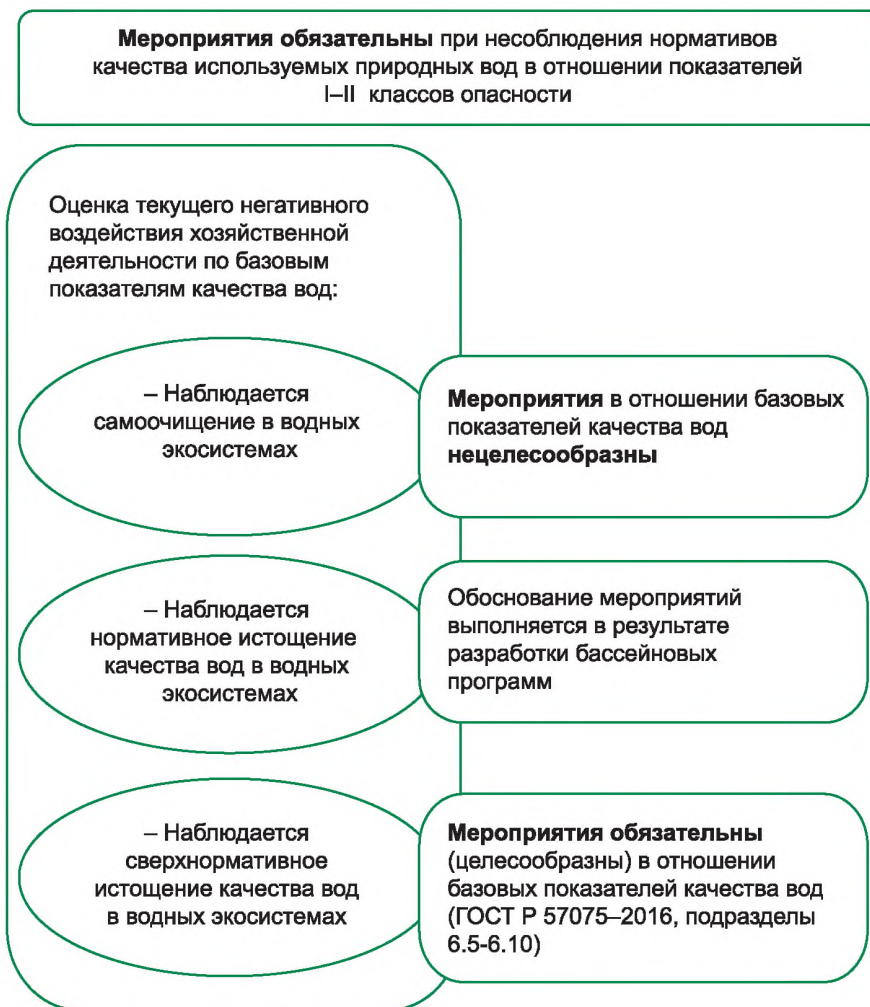 Мероприятия обязательны при несоблюдения нормативов
качества используемых природных вод в отношении показателей
I–II классов опасности
Оценка текущего негативного
воздействия хозяйственной
деятельности по базовым
показателям качества вод:
– Наблюдается
самоочищение в водных
экосистемах
Мероприятия в отношении базовых
показателей качества вод
нецелесообразны
– Наблюдается
нормативное истощение
качества вод в водных
экосистемах
Обоснование мероприятий
выполняется в результате
разработки бассейновых
программ
– Наблюдается
сверхнормативное
истощение качества вод
в водных экосистемах
Мероприятия обязательны
(целесообразны) в отношении
базовых показателей качества вод
(ГОСТ Р 57075–2016, подразделы
6.5-6.10)